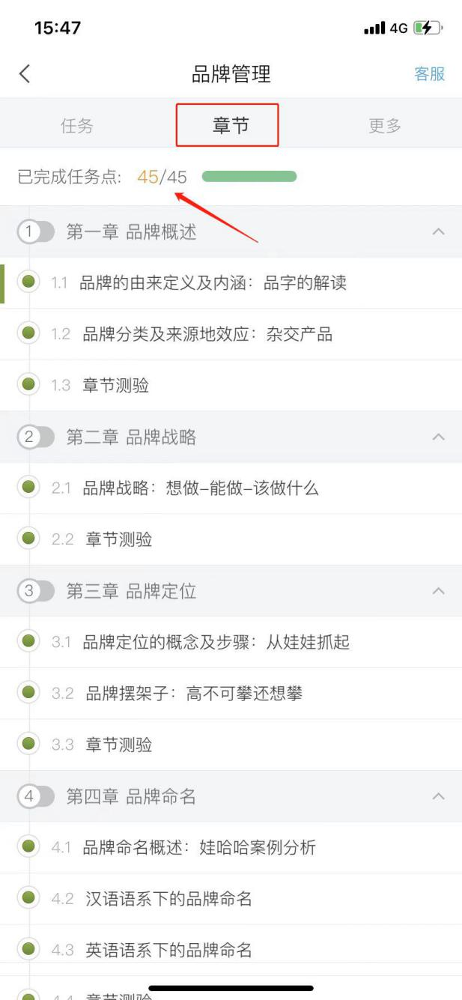 15:47 4G
品牌管理 客服
任务 章节 更多
已完成任务点: 45/45
1 第一章 品牌概述
1.1 品牌的由来定义及内涵：品字的解读
1.2 品牌分类及来源地效应：杂交产品
1.3 章节测验
2 第二章 品牌战略
2.1 品牌战略：想做–能做–该做什么
2.2 章节测验
3 第三章 品牌定位
3.1 品牌定位的概念及步骤：从娃娃抓起
3.2 品牌摆架子：高不可攀还想攀
3.3 章节测验
4 第四章 品牌命名
4.1 品牌命名概述：娃哈哈案例分析
4.2 汉语语系下的品牌命名
4.3 英语语系下的品牌命名
4.4 章节测验